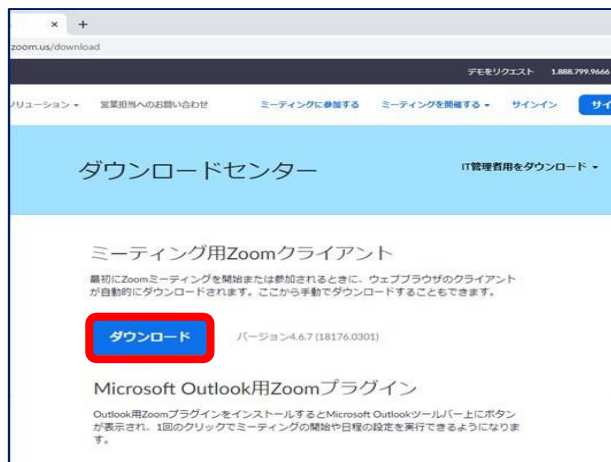 × +
zoom.us/download
デモをリクエスト 1.888.799.9666
リューション 営業担当へのお問い合わせ ミーティングに参加する ミーティングを開催する サインイン サイ
ダウンロードセンター IT管理者用をダウンロード
ミーティング用Zoomクライアント
最初にZoomミーティングを開始または参加されるときに、ウェブブラウザのクライアント
が自動的にダウンロードされます。ここから手動でダウンロードすることもできます。
ダウンロード バージョン4.6.7 (18176.0301)
Microsoft Outlook用Zoomプラグイン
Outlook用ZoomプラグインをインストールするとMicrosoft Outlookツールバー上にボタン
が表示され、1回のクリックでミーティングの開始や日程の設定を実行できるようになりま
す。